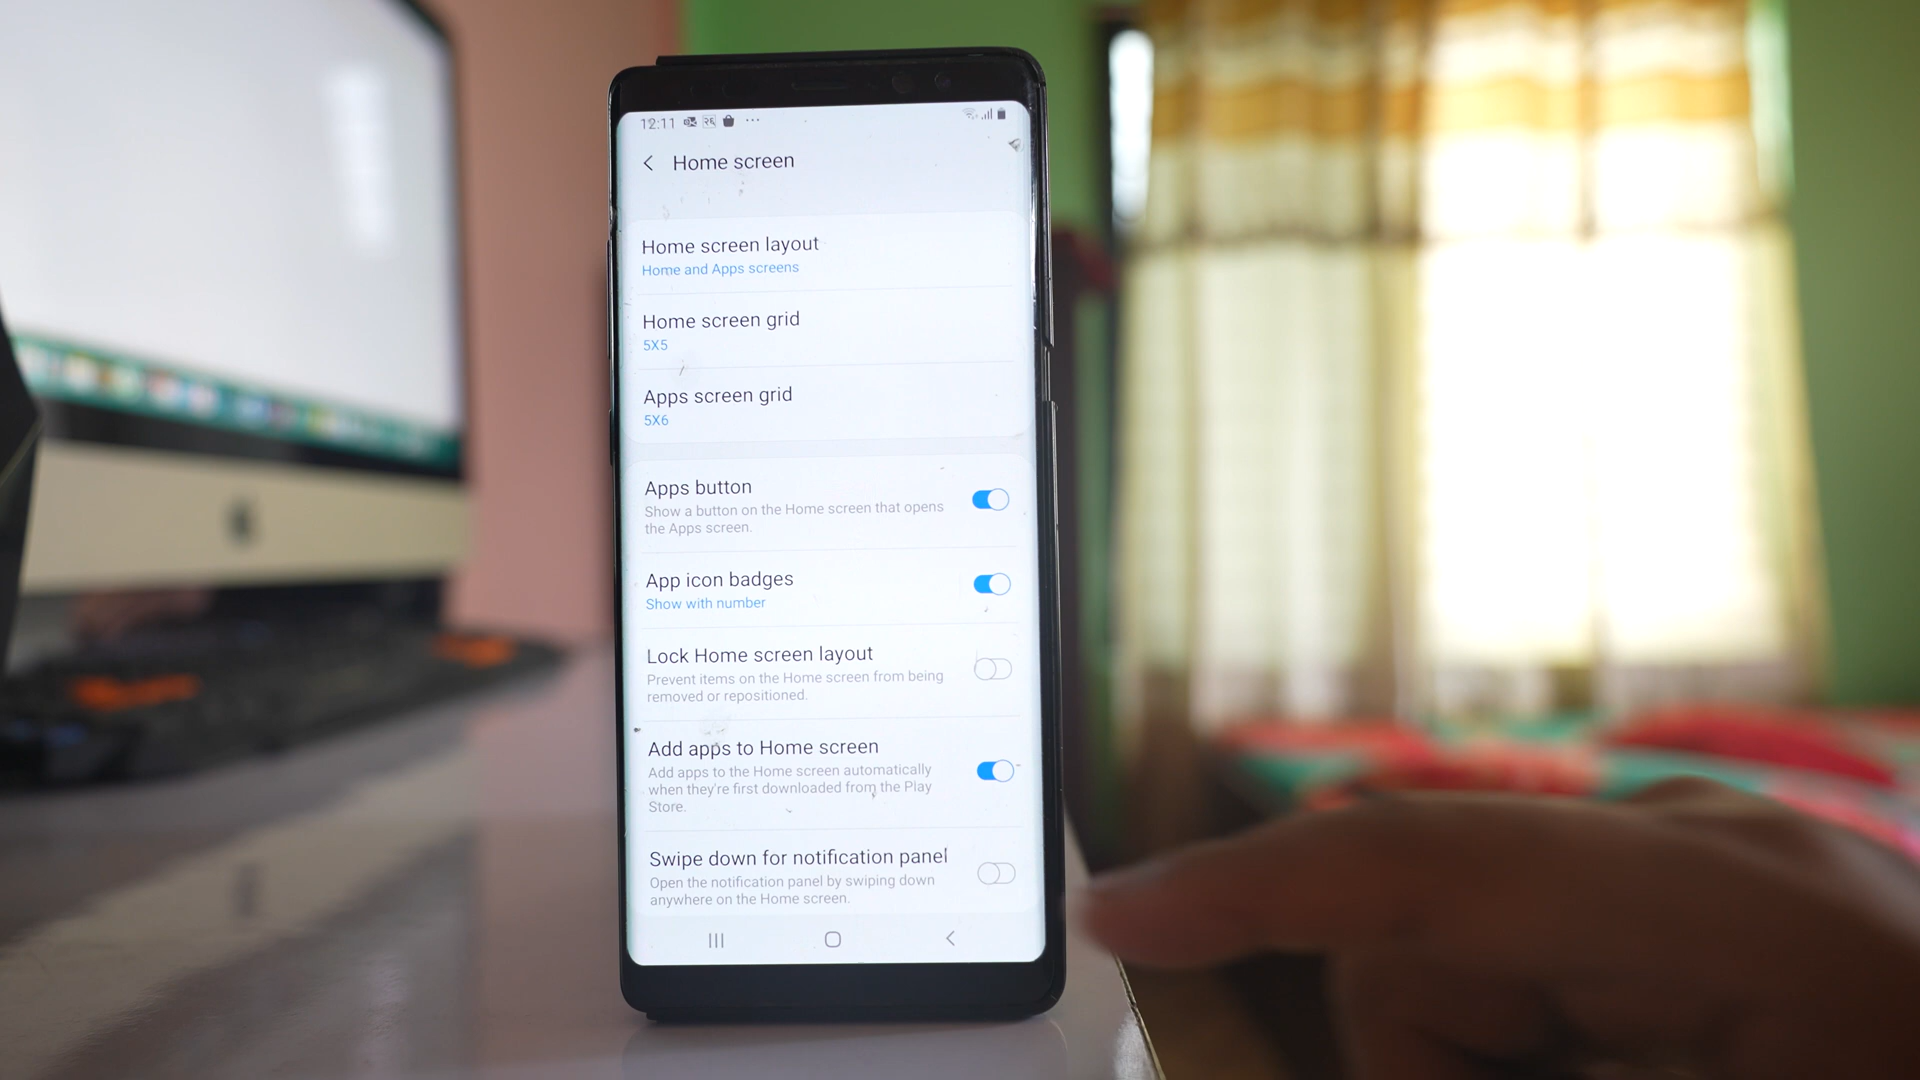 12:11
Home screen
Home screen layout
Home and Apps screens
Home screen grid
5X5
Apps screen grid
5X6
Apps button
Show a button on the Home screen that opens
the Apps screen.
App icon badges
Show with number
Lock Home screen layout
Prevent items on the Home screen from being
removed or repositioned.
Add apps to Home screen
Add apps to the Home screen automatically
when they're first downloaded from the Play
Store.
Swipe down for notification panel
Open the notification panel by swiping down
anywhere on the Home screen.